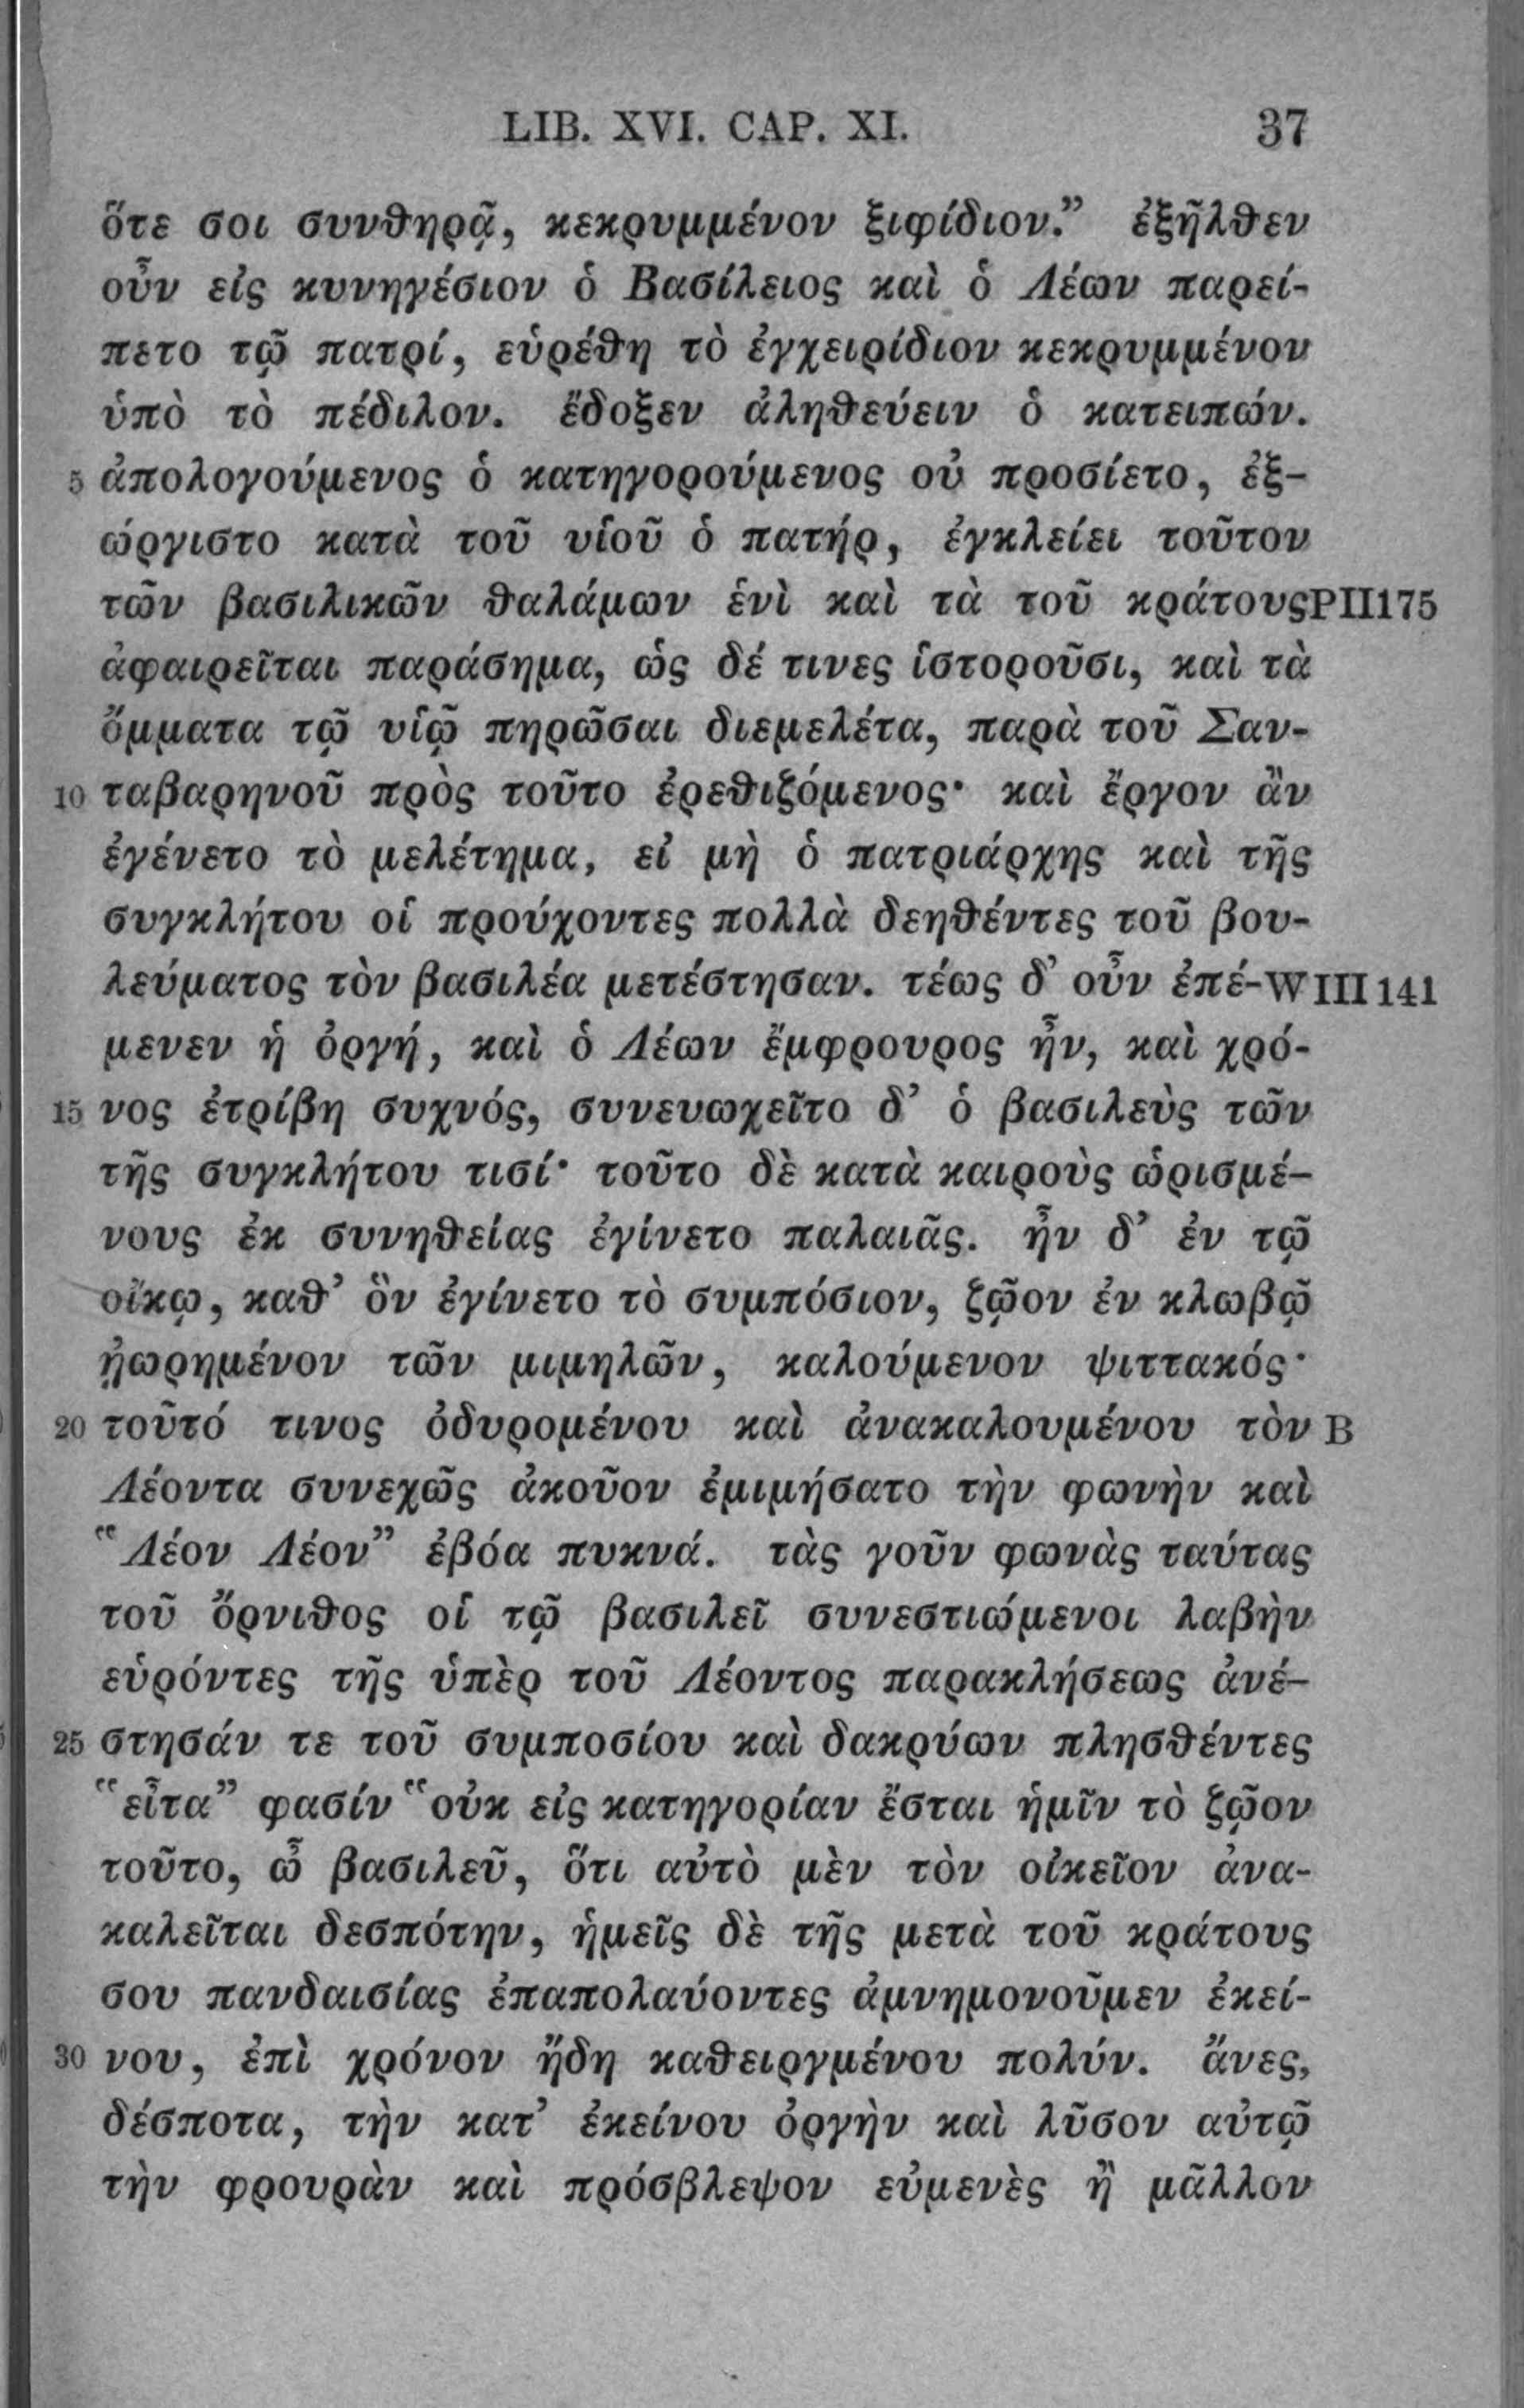 LIB. XVI. CAP. XI. 37
ὅτε σοι συνθηρᾷ, κεκρυμμένον ξιφίδιον.” ἐξῆλθεν
οὖν εἰς κυνηγέσιον ὁ Βασίλειος καὶ ὁ Λέων παρεί-
πετο τῷ πατρί, εὑρέθη τὸ ἐγχειρίδιον κεκρυμμένον
ὑπὸ τὸ πέδιλον. ἔδοξεν ἀληθεύειν ὁ κατειπών.
5 ἀπολογούμενος ὁ κατηγορούμενος οὐ προσίετο, ἐξ-
ώργιστο κατὰ τοῦ υἱοῦ ὁ πατήρ, ἐγκλείει τοῦτον
τῶν βασιλικῶν θαλάμων ἑνὶ καὶ τὰ τοῦ κράτους PII175
ἀφαιρεῖται παράσημα, ὡς δέ τινες ἱστοροῦσι, καὶ τὰ
ὄμματα τῷ υἱῷ πηρῶσαι διεμελέτα, παρὰ τοῦ Σαν-
10 ταβαρηνοῦ πρὸς τοῦτο ἐρεθιζόμενος· καὶ ἔργον ἂν
ἐγένετο τὸ μελέτημα, εἰ μὴ ὁ πατριάρχης καὶ τῆς
συγκλήτου οἱ προύχοντες πολλὰ δεηθέντες τοῦ βου-
λεύματος τὸν βασιλέα μετέστησαν. τέως δ’ οὖν ἐπέ- WIII141
μενεν ἡ ὀργή, καὶ ὁ Λέων ἔμφρουρος ἦν, καὶ χρό-
15 νος ἐτρίβη συχνός, συνευωχεῖτο δ’ ὁ βασιλεὺς τῶν
τῆς συγκλήτου τισί· τοῦτο δὲ κατὰ καιροὺς ὡρισμέ-
νους ἐκ συνηθείας ἐγίνετο παλαιᾶς. ἦν δ’ ἐν τῷ
οἴκῳ, καθ’ ὃν ἐγίνετο τὸ συμπόσιον, ζῷον ἐν κλωβῷ
ᾐωρημένον τῶν μιμηλῶν, καλούμενον ψιττακός·
20 τοῦτό τινος ὀδυρομένου καὶ ἀνακαλουμένου τὸν B
Λέοντα συνεχῶς ἀκοῦον ἐμιμήσατο τὴν φωνὴν καὶ
“Λέον Λέον” ἐβόα πυκνά. τὰς γοῦν φωνὰς ταύτας
τοῦ ὄρνιθος οἱ τῷ βασιλεῖ συνεστιώμενοι λαβὴν
εὑρόντες τῆς ὑπὲρ τοῦ Λέοντος παρακλήσεως ἀνέ-
25 στησάν τε τοῦ συμποσίου καὶ δακρύων πλησθέντες
“εἶτα” φασίν “οὐκ εἰς κατηγορίαν ἔσται ἡμῖν τὸ ζῷον
τοῦτο, ὦ βασιλεῦ, ὅτι αὐτὸ μὲν τὸν οἰκεῖον ἀνα-
καλεῖται δεσπότην, ἡμεῖς δὲ τῆς μετὰ τοῦ κράτους
σου πανδαισίας ἐπαπολαύοντες ἀμνημονοῦμεν ἐκεί-
30 νου, ἐπὶ χρόνον ἤδη καθειργμένου πολύν. ἄνες,
δέσποτα, τὴν κατ’ ἐκείνου ὀργὴν καὶ λῦσον αὐτῷ
τὴν φρουρὰν καὶ πρόσβλεψον εὐμενὲς ἢ μᾶλλον